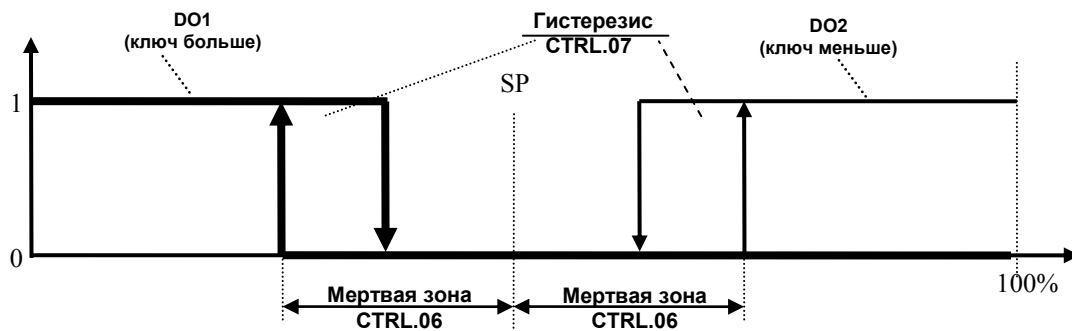 DO1
(ключ больше)
Гистерезис
CTRL.07
DO2
(ключ меньше)
SP
1
0
100%
Мертвая зона
CTRL.06
Мертвая зона
CTRL.06